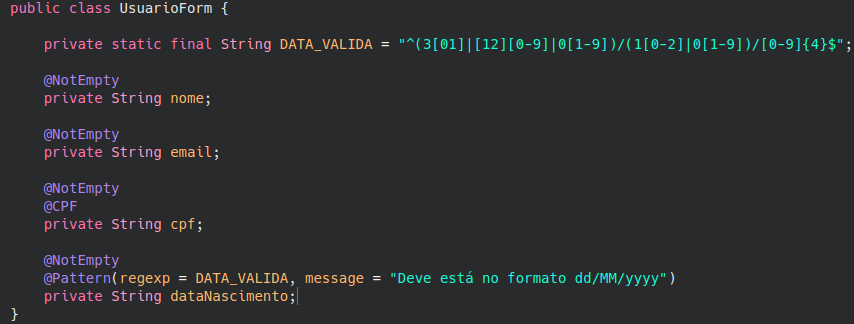 public class UsuarioForm {
private static final String DATA_VALIDA = "^(3[01]|[12][0-9]|0[1-9])/(1[0-2]|0[1-9])/[0-9]{4}$";
@NotEmpty
private String nome;
@NotEmpty
private String email;
@NotEmpty
@CPF
private String cpf;
@NotEmpty
@Pattern(regexp = DATA_VALIDA, message = "Deve está no formato dd/MM/yyyy")
private String dataNascimento;
}